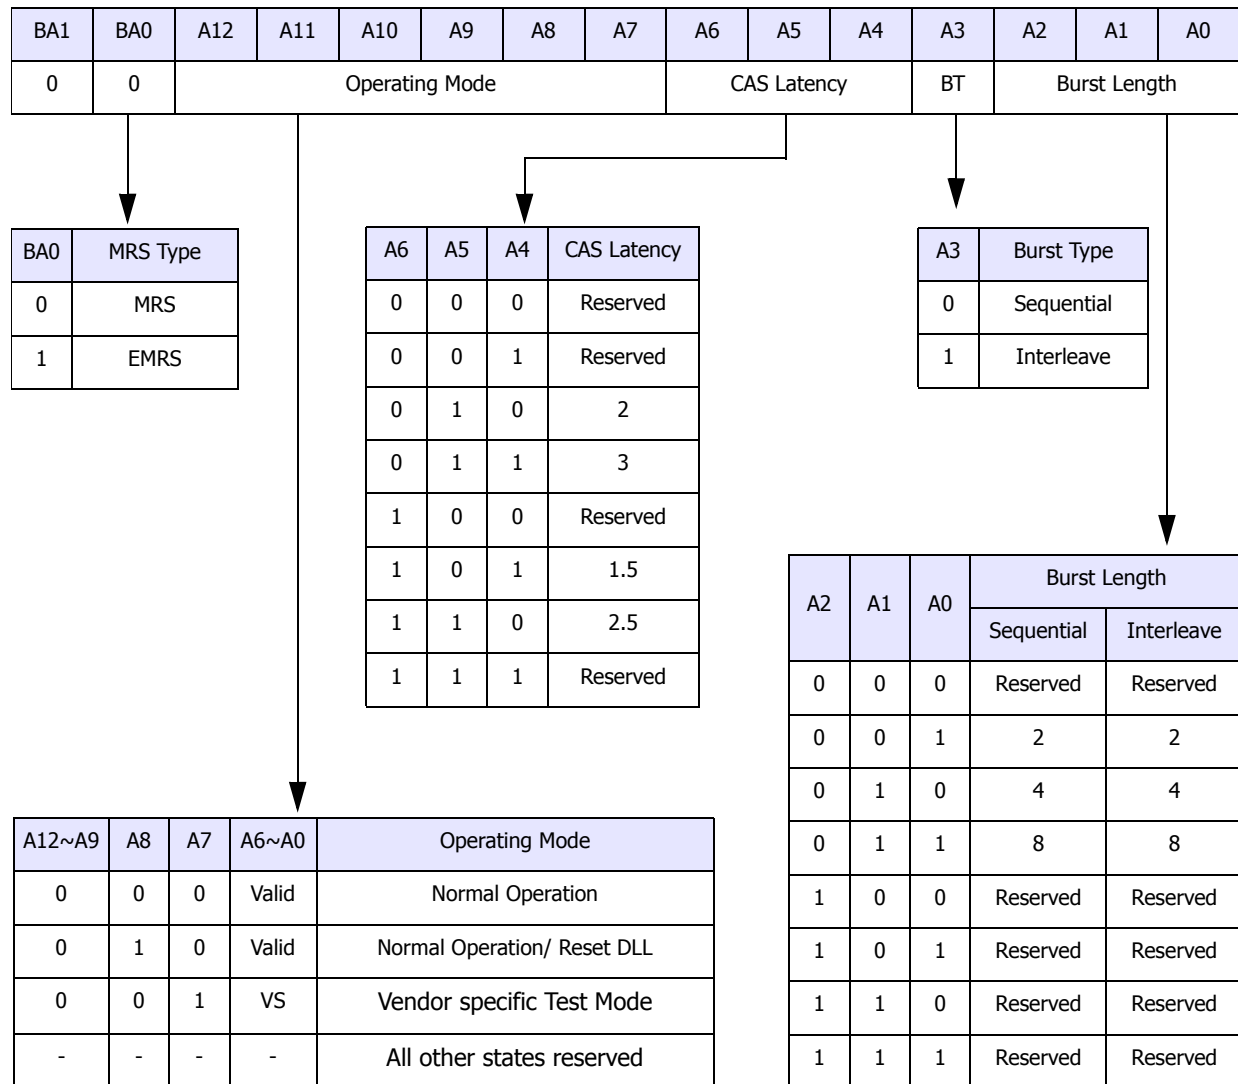 BA1 BA0 A12 A11 A10 A9 A8 A7 A6 A5 A4 A3 A2 A1 A0
0 0 Operating Mode CAS Latency BT Burst Length
BA0 MRS Type
0 MRS
1 EMRS
A6 A5 A4 CAS Latency
0 0 0 Reserved
0 0 1 Reserved
0 1 0 2
0 1 1 3
1 0 0 Reserved
1 0 1 1.5
1 1 0 2.5
1 1 1 Reserved
A3 Burst Type
0 Sequential
1 Interleave
A2 A1 A0 Burst Length
Sequential Interleave
0 0 0 Reserved Reserved
0 0 1 2 2
0 1 0 4 4
0 1 1 8 8
1 0 0 Reserved Reserved
1 0 1 Reserved Reserved
1 1 0 Reserved Reserved
1 1 1 Reserved Reserved
A12~A9 A8 A7 A6~A0 Operating Mode
0 0 0 Valid Normal Operation
0 1 0 Valid Normal Operation/ Reset DLL
0 0 1 VS Vendor specific Test Mode
- - - - All other states reserved